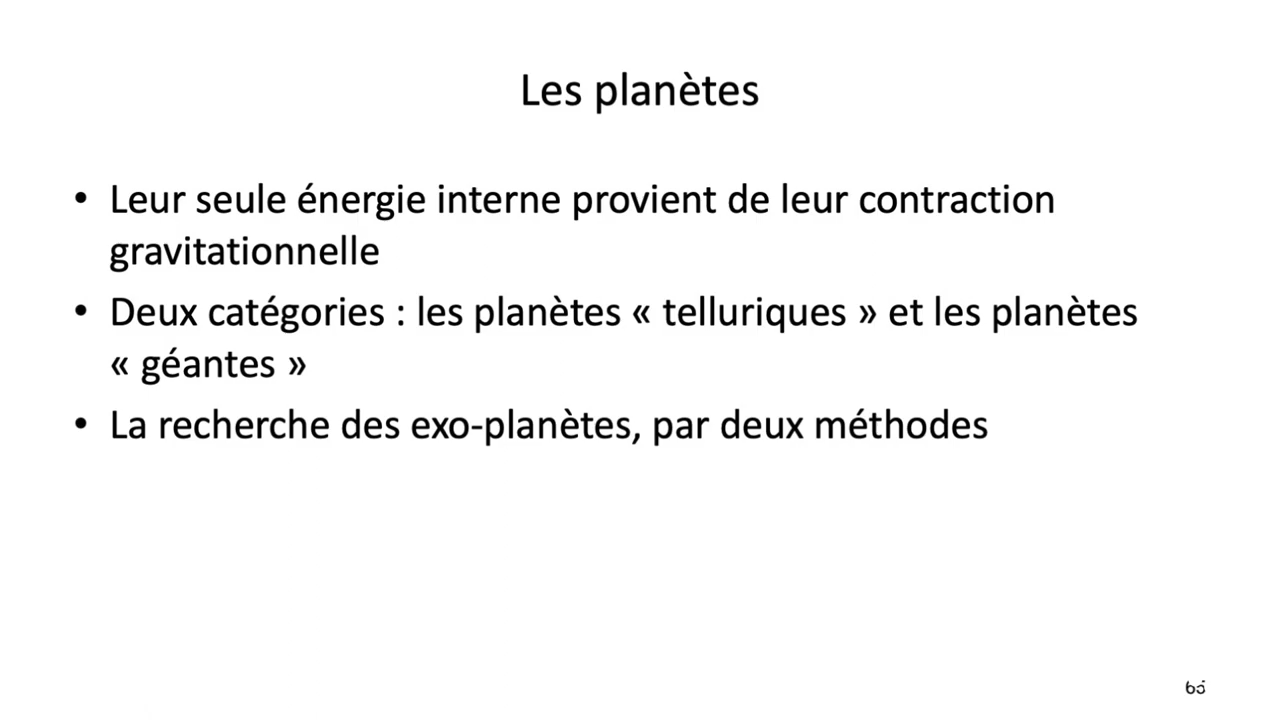 Les planètes
• Leur seule énergie interne provient de leur contraction
gravitationnelle
• Deux catégories : les planètes « telluriques » et les planètes
« géantes »
• La recherche des exo-planètes, par deux méthodes